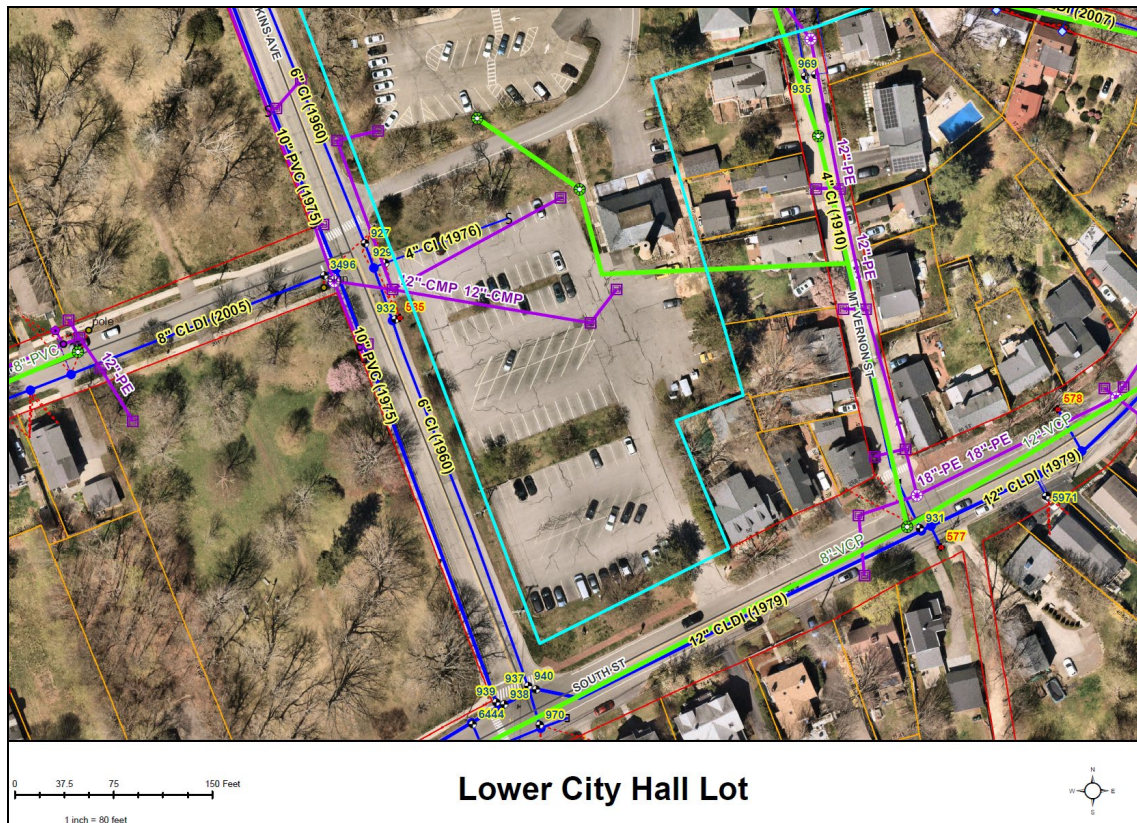 (2007)
KINS AVE
6" CI (1960)
969
935
10" PVC (1975)
12"-PE
4" CI (1910)
927
929
4" CI (1976)
12"-PE
3496
12"-CMP 12"-CMP
932
535
pole
8" CLDI (2005)
8"-PVC
12"-PE
MT VERNON ST
10" PVC (1975)
6" CI (1960)
578
12"-VCP
18"-PE 18"-PE
12" CLDI (1979)
5971
931
577
8"-VCP
12" CLDI (1979)
SOUTH ST
937
940
939
938
6444
970
0 37.5 75 150 Feet
1 inch = 80 feet
Lower City Hall Lot
N
W E
S